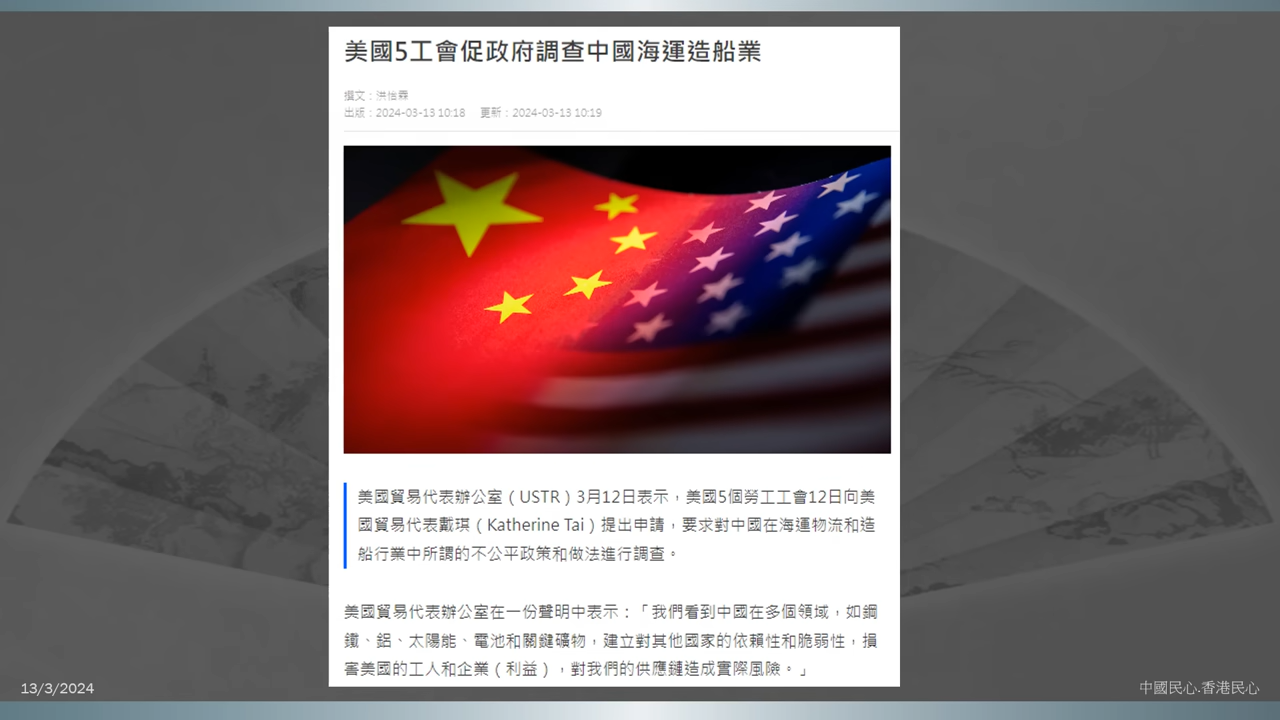 美國5工會促政府調查中國海運造船業
撰文：洪怡霖
出版：2024-03-13 10:18 更新：2024-03-13 10:19
美國貿易代表辦公室（USTR）3月12日表示，美國5個勞工工會12日向美
國貿易代表戴琪（Katherine Tai）提出申請，要求對中國在海運物流和造
船行業中所謂的不公平政策和做法進行調查。
美國貿易代表辦公室在一份聲明中表示：「我們看到中國在多個領域，如鋼
鐵、鋁、太陽能、電池和關鍵礦物，建立對其他國家的依賴性和脆弱性，損
害美國的工人和企業（利益），對我們的供應鏈造成實際風險。」
13/3/2024
中國民心.香港民心